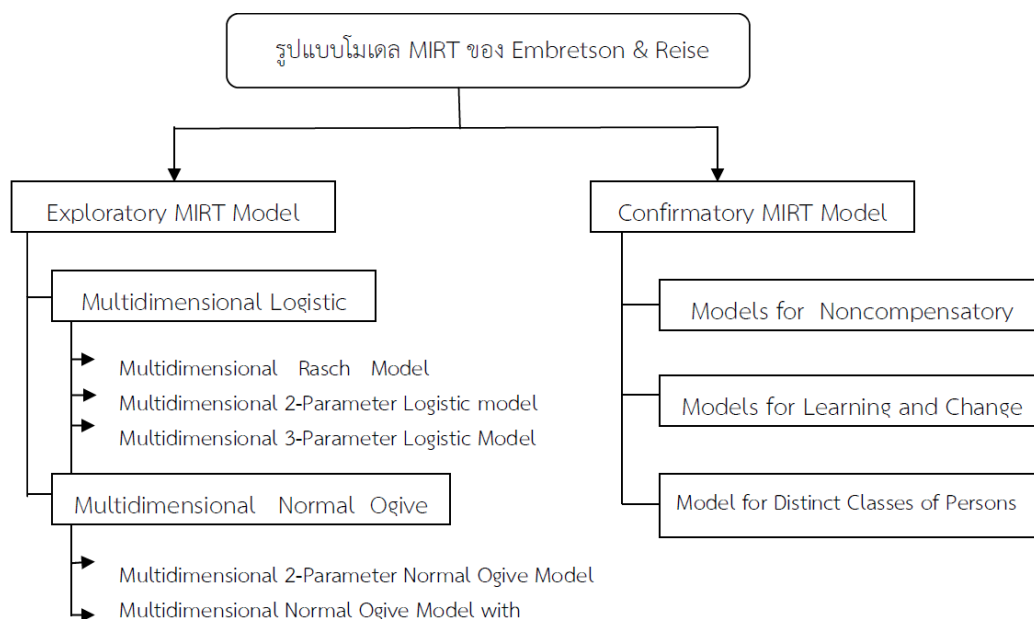 รูปแบบโมเดล MIRT ของ Embretson & Reise
Exploratory MIRT Model
Confirmatory MIRT Model
Multidimensional Logistic
Multidimensional Rasch Model
Multidimensional 2-Parameter Logistic model
Multidimensional 3-Parameter Logistic Model
Multidimensional Normal Ogive
Multidimensional 2-Parameter Normal Ogive Model
Multidimensional Normal Ogive Model with
Models for Noncompensatory
Models for Learning and Change
Model for Distinct Classes of Persons